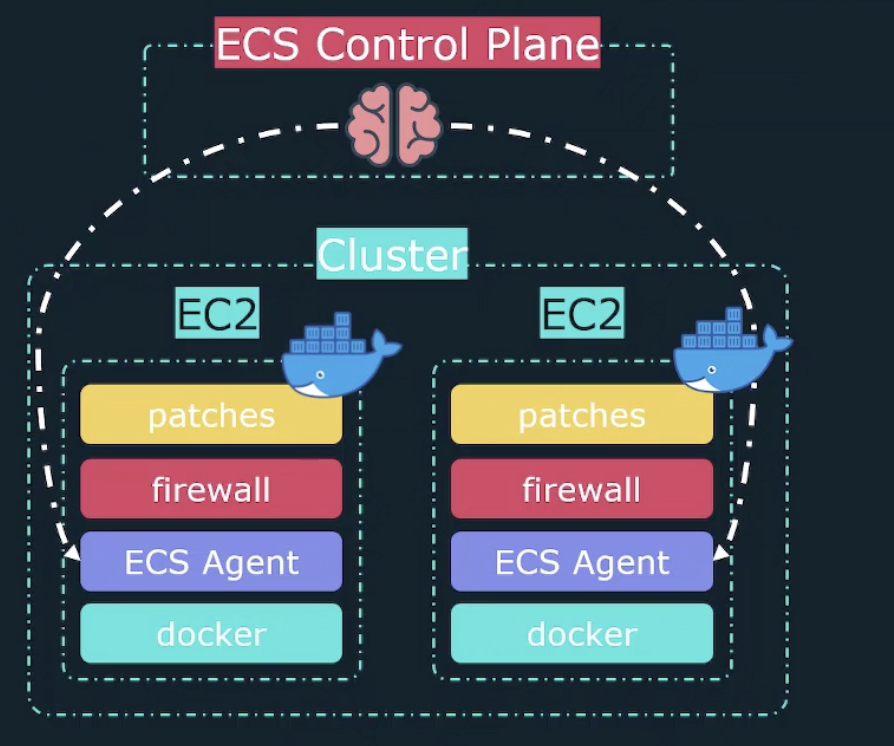 ECS Control Plane
Cluster
EC2
patches
firewall
ECS Agent
docker
EC2
patches
firewall
ECS Agent
docker